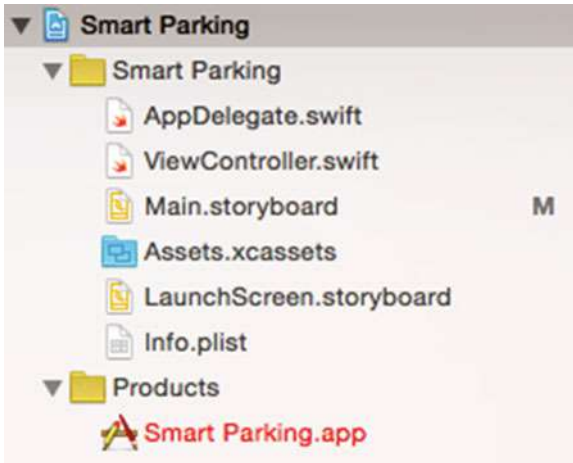 Smart Parking
Smart Parking
AppDelegate.swift
ViewController.swift
Main.storyboard M
Assets.xcassets
LaunchScreen.storyboard
Info.plist
Products
Smart Parking.app